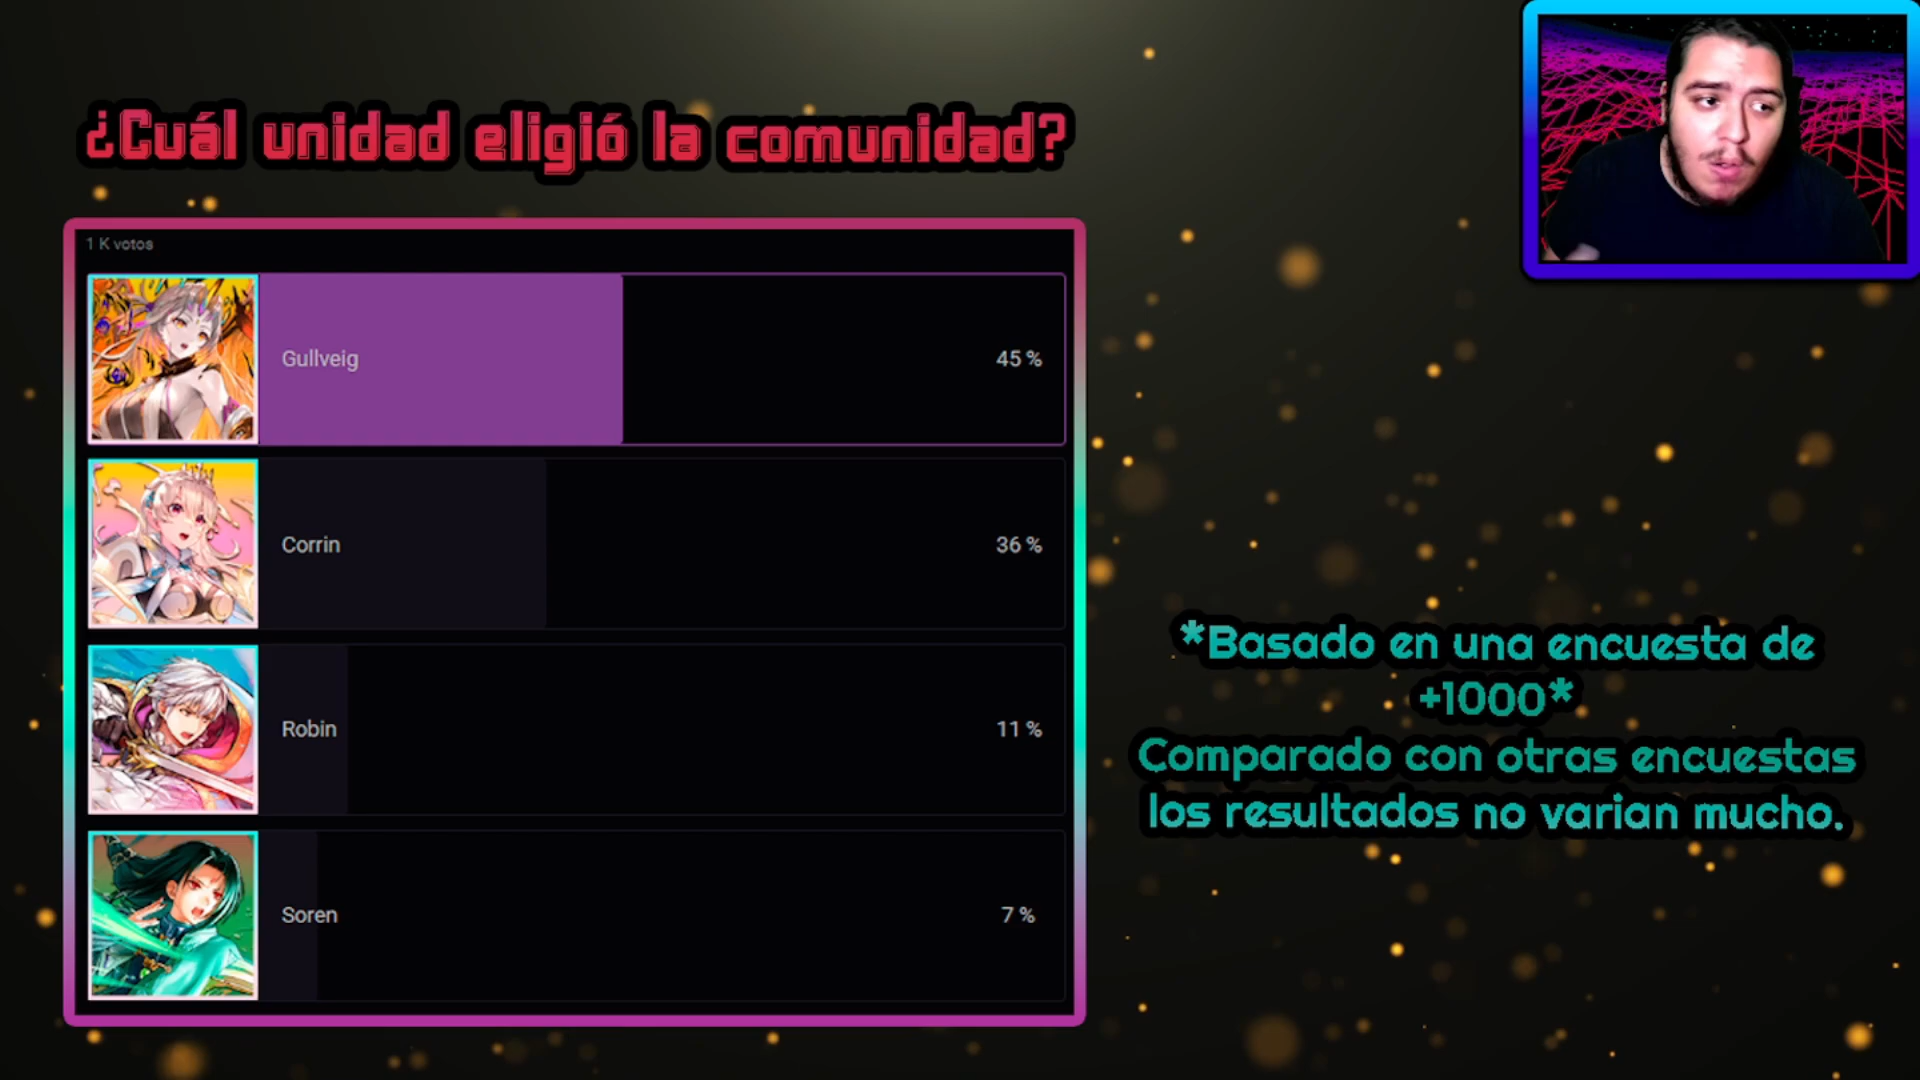 ¿Cuál unidad eligió la comunidad?
1 K votos
Gullveig
45 %
Corrin
36 %
Robin
11 %
Soren
7 %
*Basado en una encuesta de
+1000*
Comparado con otras encuestas
los resultados no varian mucho.